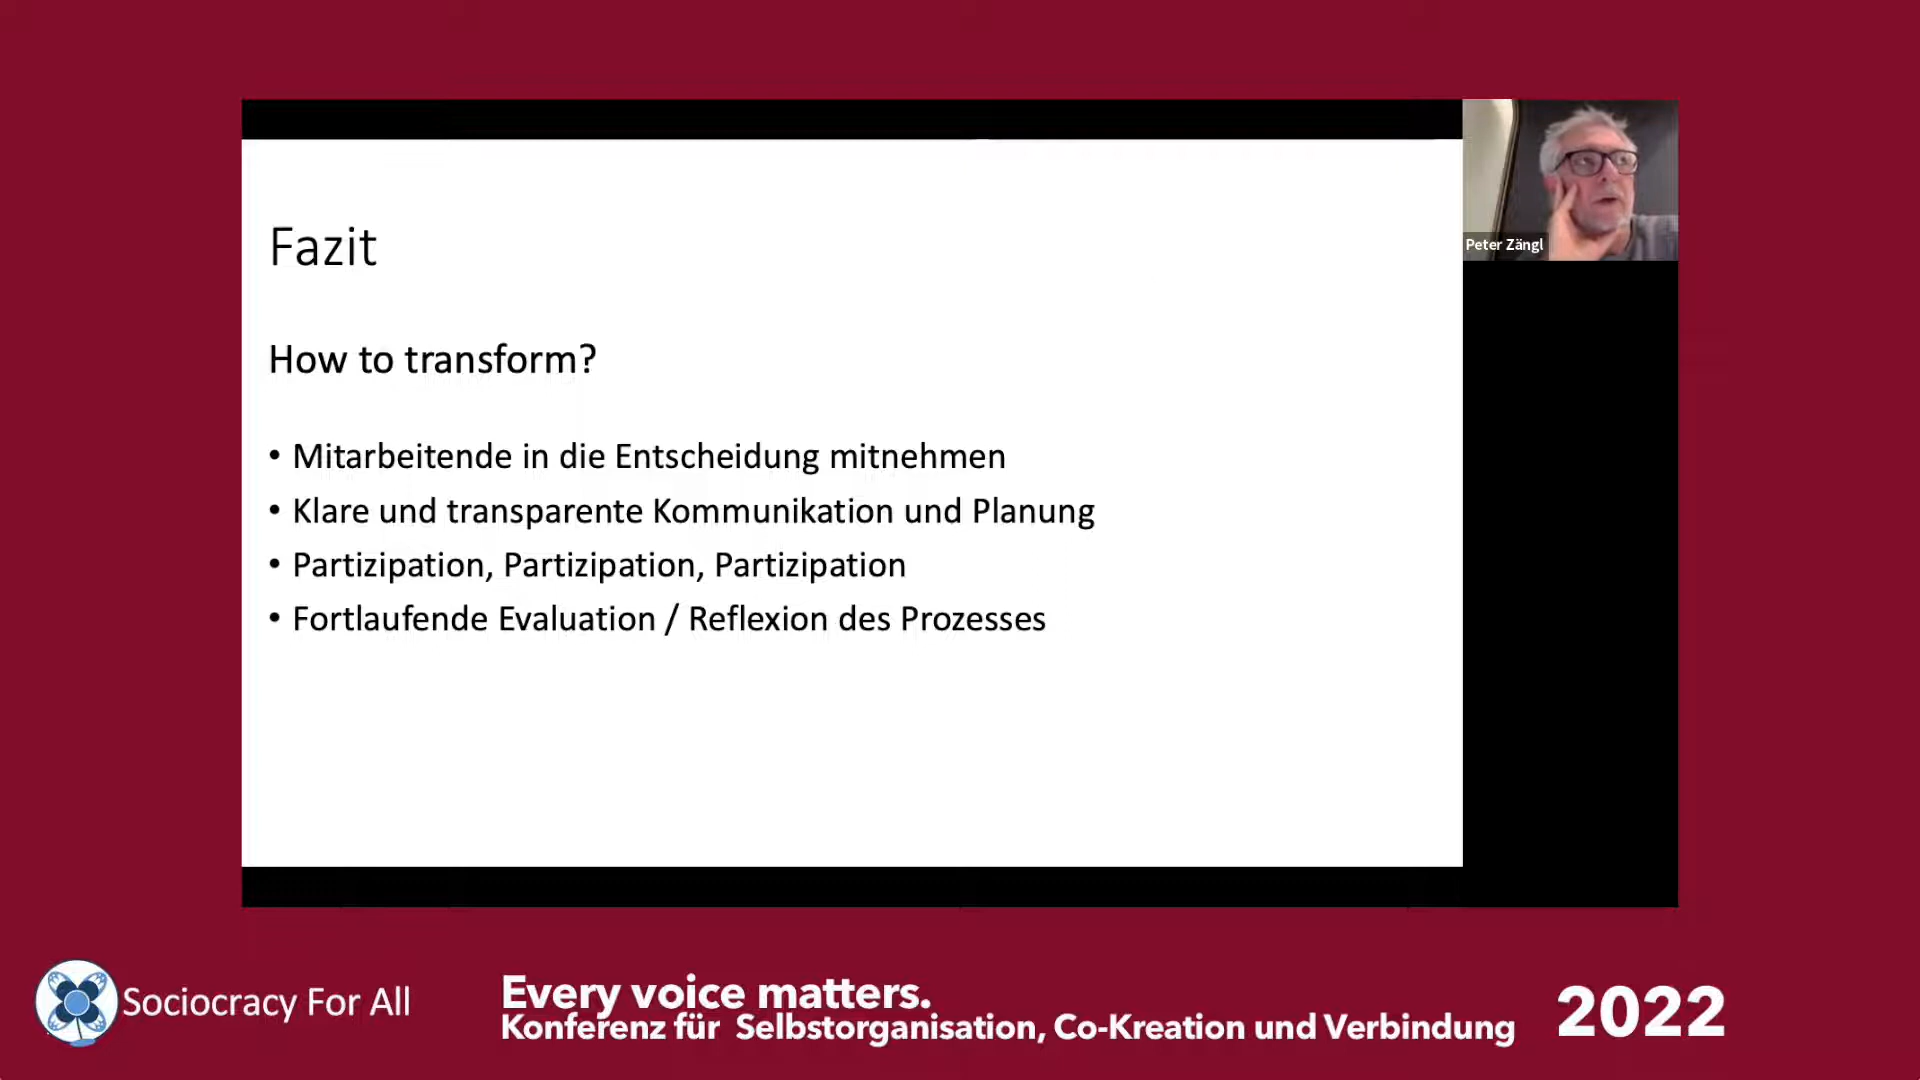 Fazit
How to transform?
• Mitarbeitende in die Entscheidung mitnehmen
• Klare und transparente Kommunikation und Planung
• Partizipation, Partizipation, Partizipation
• Fortlaufende Evaluation / Reflexion des Prozesses
Peter Zängl
Sociocracy For All
Every voice matters.
Konferenz für Selbstorganisation, Co-Kreation und Verbindung
2022